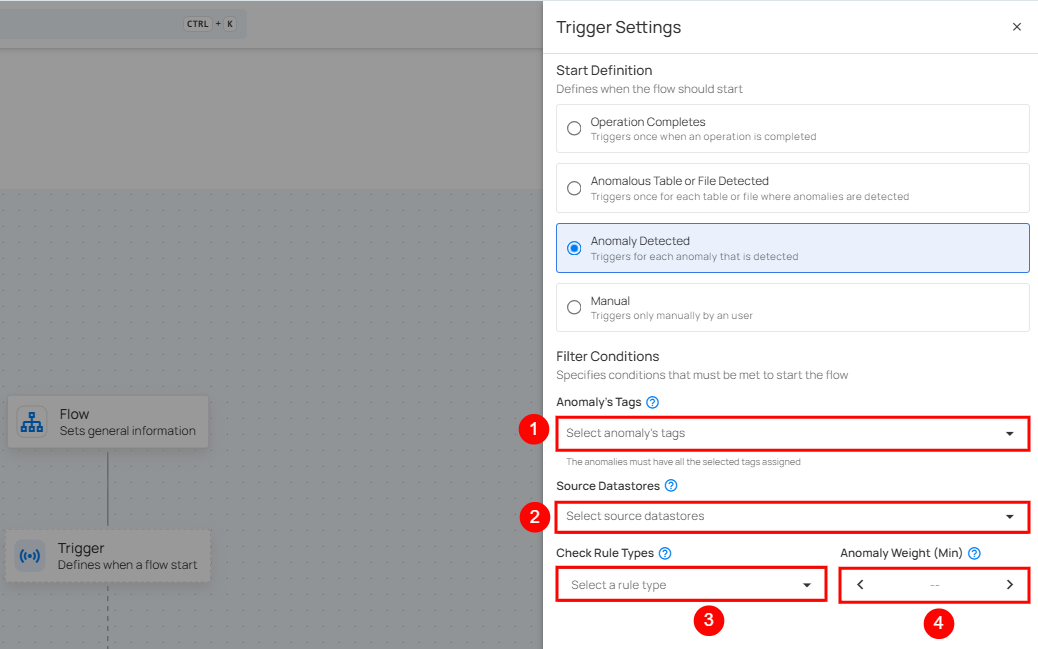 CTRL + K
Trigger Settings
Start Definition
Defines when the flow should start
Operation Completes
Triggers once when an operation is completed
Anomalous Table or File Detected
Triggers once for each table or file where anomalies are detected
Anomaly Detected
Triggers for each anomaly that is detected
Manual
Triggers only manually by an user
Filter Conditions
Specifies conditions that must be met to start the flow
Anomaly's Tags ?
1
Select anomaly's tags
The anomalies must have all the selected tags assigned
Source Datastores ?
2
Select source datastores
Check Rule Types ?
Anomaly Weight (Min) ?
Select a rule type
--
3
4
Flow
Sets general information
Trigger
Defines when a flow start